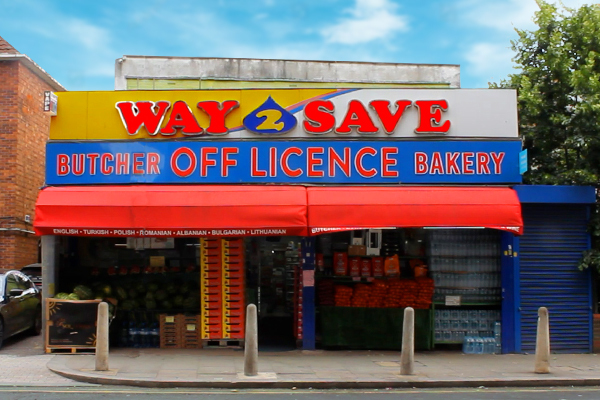 WAY 2 SAVE
BUTCHER OFF LICENCE BAKERY
ENGLISH - TURKISH - POLISH - ROMANIAN - ALBANIAN - BULGARIAN - LITHUANIAN